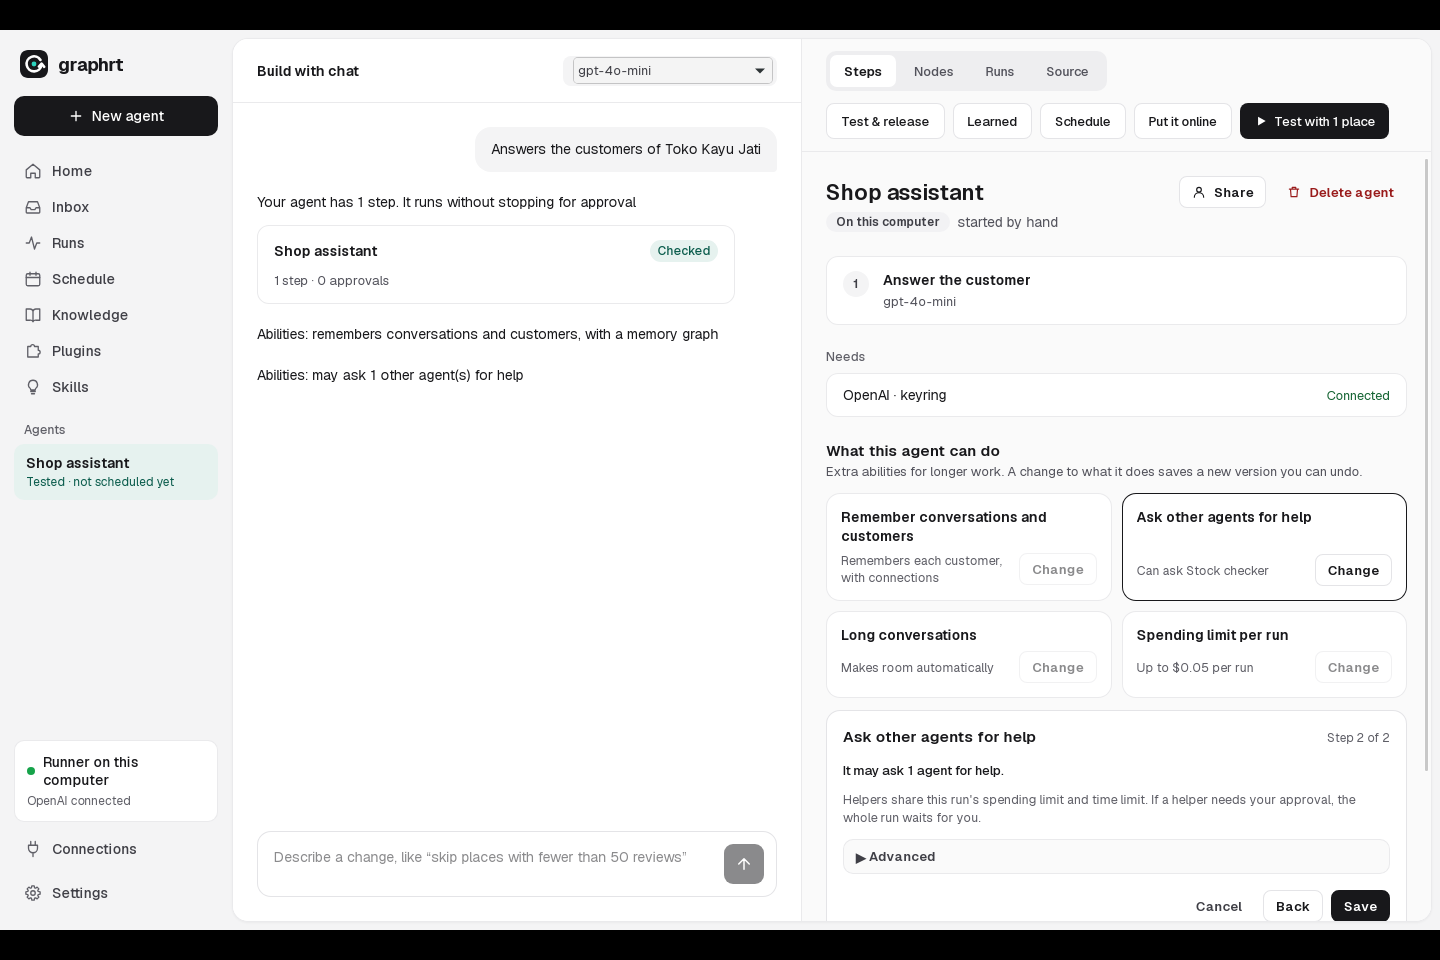 graphrt
New agent
Home
Inbox
Runs
Schedule
Knowledge
Plugins
Skills
Agents
Shop assistant
Tested · not scheduled yet
Runner on this
computer
OpenAI connected
Connections
Settings
Build with chat
gpt-4o-mini
Answers the customers of Toko Kayu Jati
Your agent has 1 step. It runs without stopping for approval
Shop assistant
Checked
1 step · 0 approvals
Abilities: remembers conversations and customers, with a memory graph
Abilities: may ask 1 other agent(s) for help
Describe a change, like “skip places with fewer than 50 reviews”
Steps
Nodes
Runs
Source
Test & release
Learned
Schedule
Put it online
Test with 1 place
Shop assistant
Share
Delete agent
On this computer
started by hand
1
Answer the customer
gpt-4o-mini
Needs
OpenAI · keyring
Connected
What this agent can do
Extra abilities for longer work. A change to what it does saves a new version you can undo.
Remember conversations and
customers
Remembers each customer,
with connections
Change
Ask other agents for help
Can ask Stock checker
Change
Long conversations
Makes room automatically
Change
Spending limit per run
Up to $0.05 per run
Change
Ask other agents for help
Step 2 of 2
It may ask 1 agent for help.
Helpers share this run's spending limit and time limit. If a helper needs your approval, the
whole run waits for you.
Advanced
Cancel
Back
Save